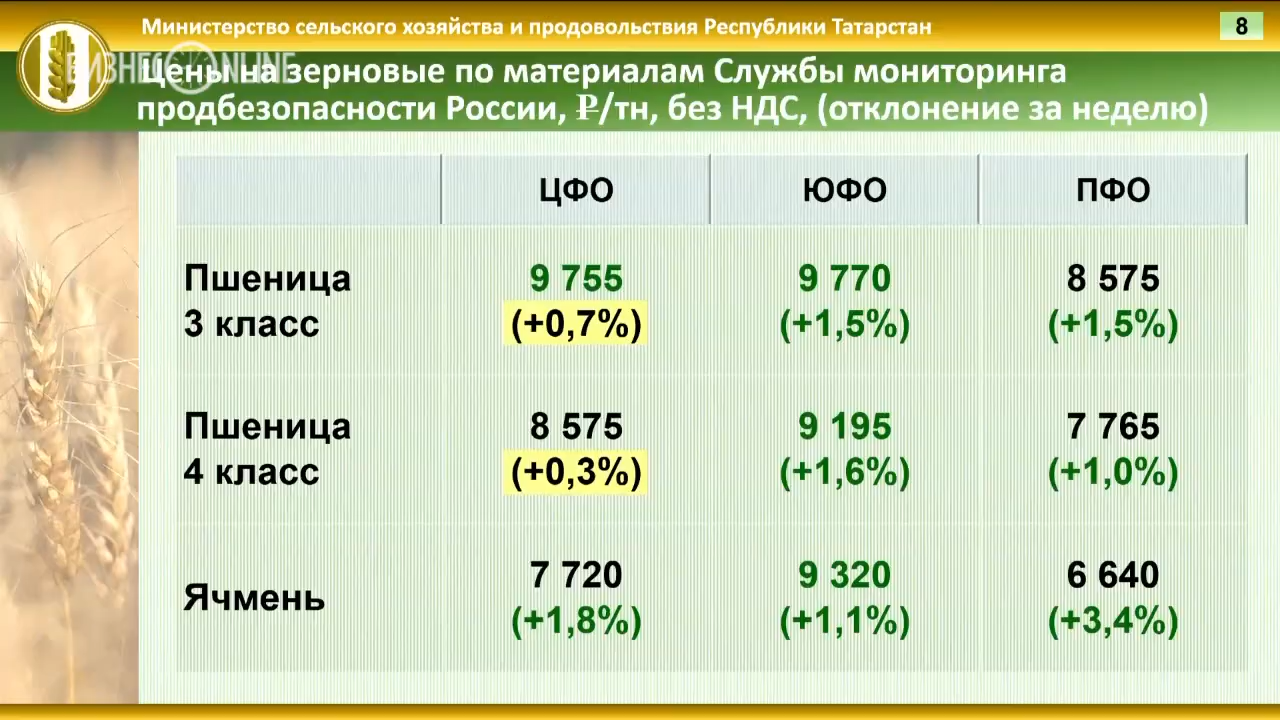 Министерство сельского хозяйства и продовольствия Республики Татарстан
8
БИЗНЕС ONLINE
Цены на зерновые по материалам Службы мониторинга
продбезопасности России, ₽/тн, без НДС, (отклонение за неделю)
ЦФО ЮФО ПФО
Пшеница 9 755 9 770 8 575
3 класс (+0,7%) (+1,5%) (+1,5%)
Пшеница 8 575 9 195 7 765
4 класс (+0,3%) (+1,6%) (+1,0%)
Ячмень
7 720 9 320 6 640
(+1,8%) (+1,1%) (+3,4%)